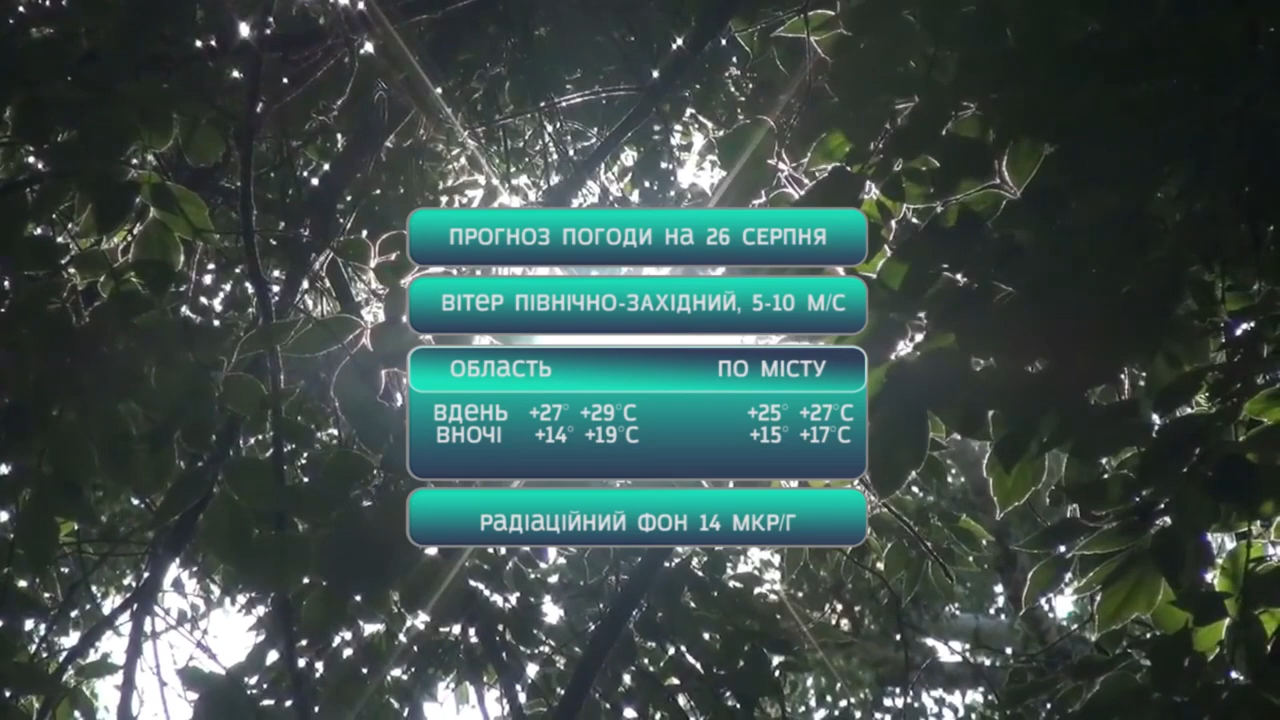 ПРОГНОЗ ПОГОДИ НА 26 СЕРПНЯ
ВІТЕР ПІВНІЧНО-ЗАХІДНИЙ, 5-10 М/С
ОБЛАСТЬ ПО МІСТУ
ВДЕНЬ +27° +29°С +25° +27°С
ВНОЧІ +14° +19°С +15° +17°С
РАДІАЦІЙНИЙ ФОН 14 МКР/Г